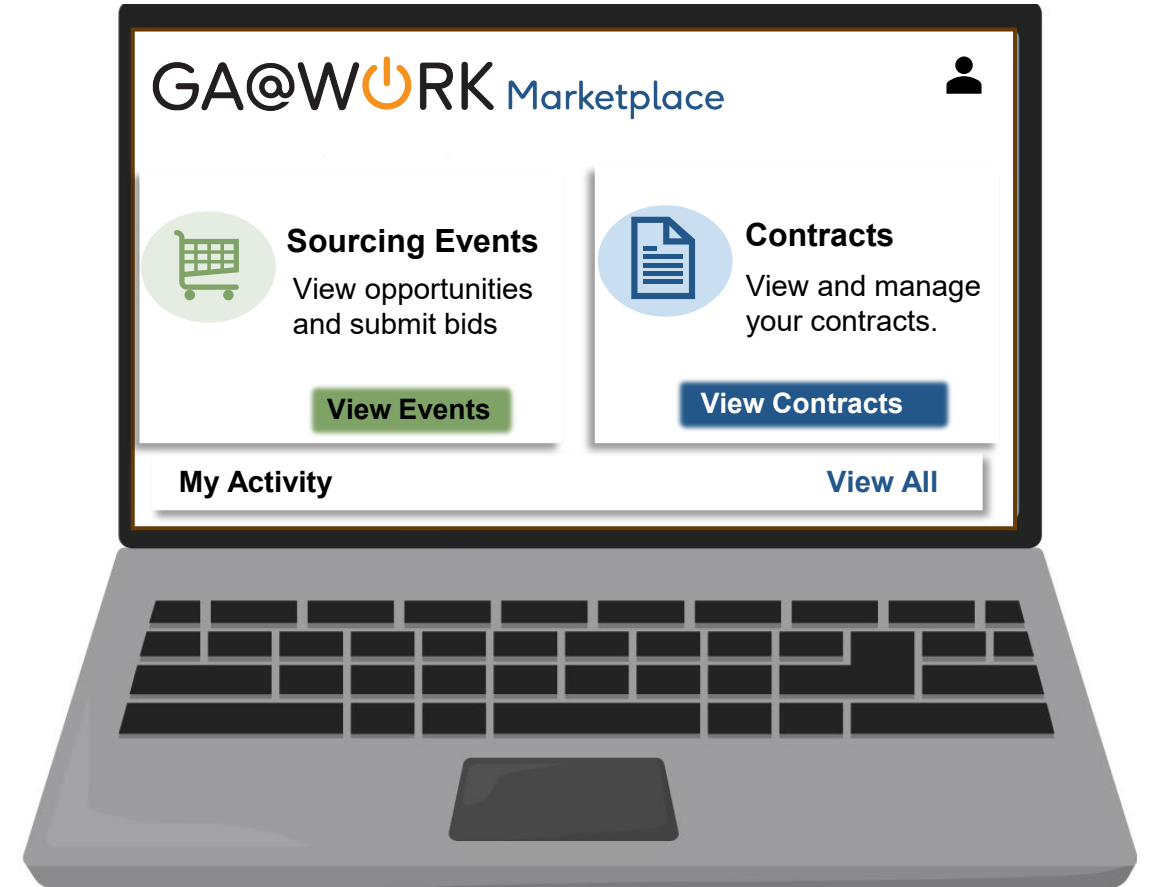 GA@WORK Marketplace
Sourcing Events
View opportunities
and submit bids
View Events
Contracts
View and manage
your contracts.
View Contracts
My Activity
View All